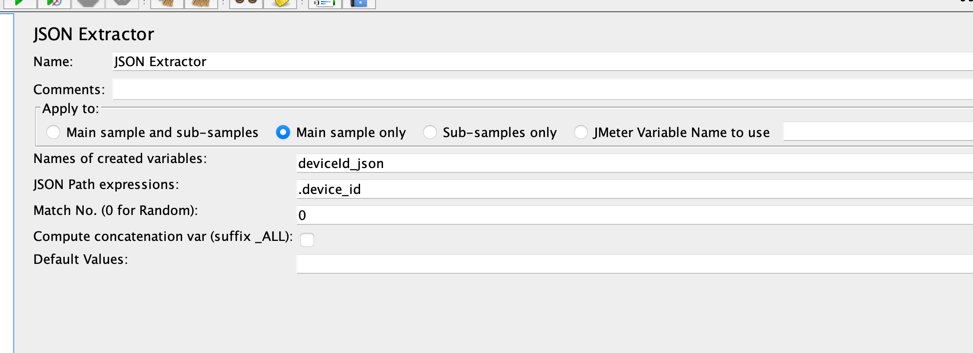 JSON Extractor
Name: JSON Extractor
Comments:
Apply to:
Main sample and sub-samples Main sample only Sub-samples only JMeter Variable Name to use
Names of created variables: deviceId_json
JSON Path expressions: .device_id
Match No. (0 for Random): 0
Compute concatenation var (suffix _ALL):
Default Values: